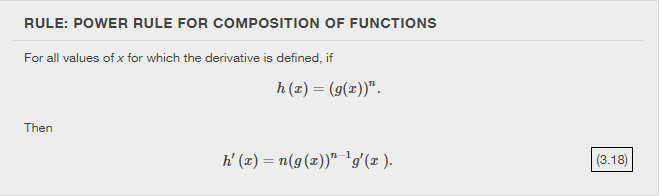 RULE: POWER RULE FOR COMPOSITION OF FUNCTIONS
For all values of x for which the derivative is defined, if
h (x) = (g(x))ⁿ.
Then
h′ (x) = n(g (x))ⁿ⁻¹g′(x ). (3.18)